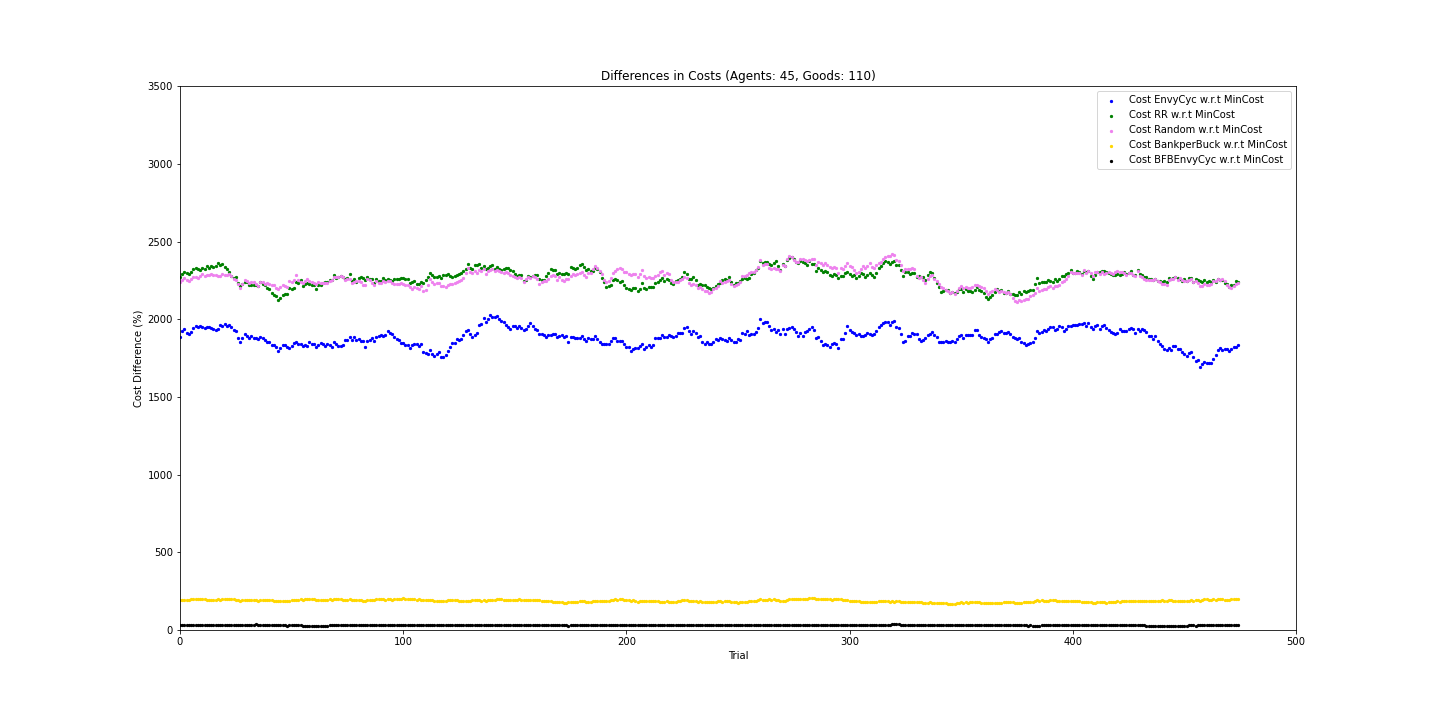 Differences in Costs (Agents: 45, Goods: 110)
3500
3000
2500
2000
1500
1000
500
0
Cost Difference (%)
Cost EnvyCyc w.r.t MinCost
Cost RR w.r.t MinCost
Cost Random w.r.t MinCost
Cost BankperBuck w.r.t MinCost
Cost BFBEnvyCyc w.r.t MinCost
0 100 200 300 400 500
Trial